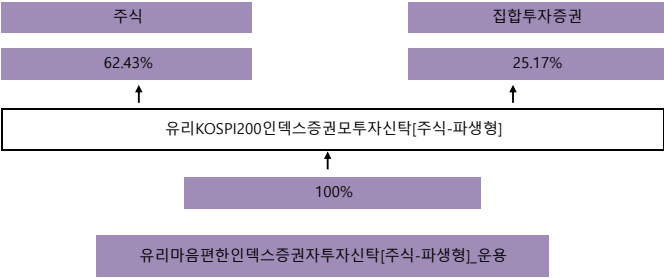 주식
집합투자증권
62.43%
25.17%
유리KOSPI200인덱스증권모투자신탁[주식-파생형]
100%
유리마음편한인덱스증권자투자신탁[주식-파생형]_운용